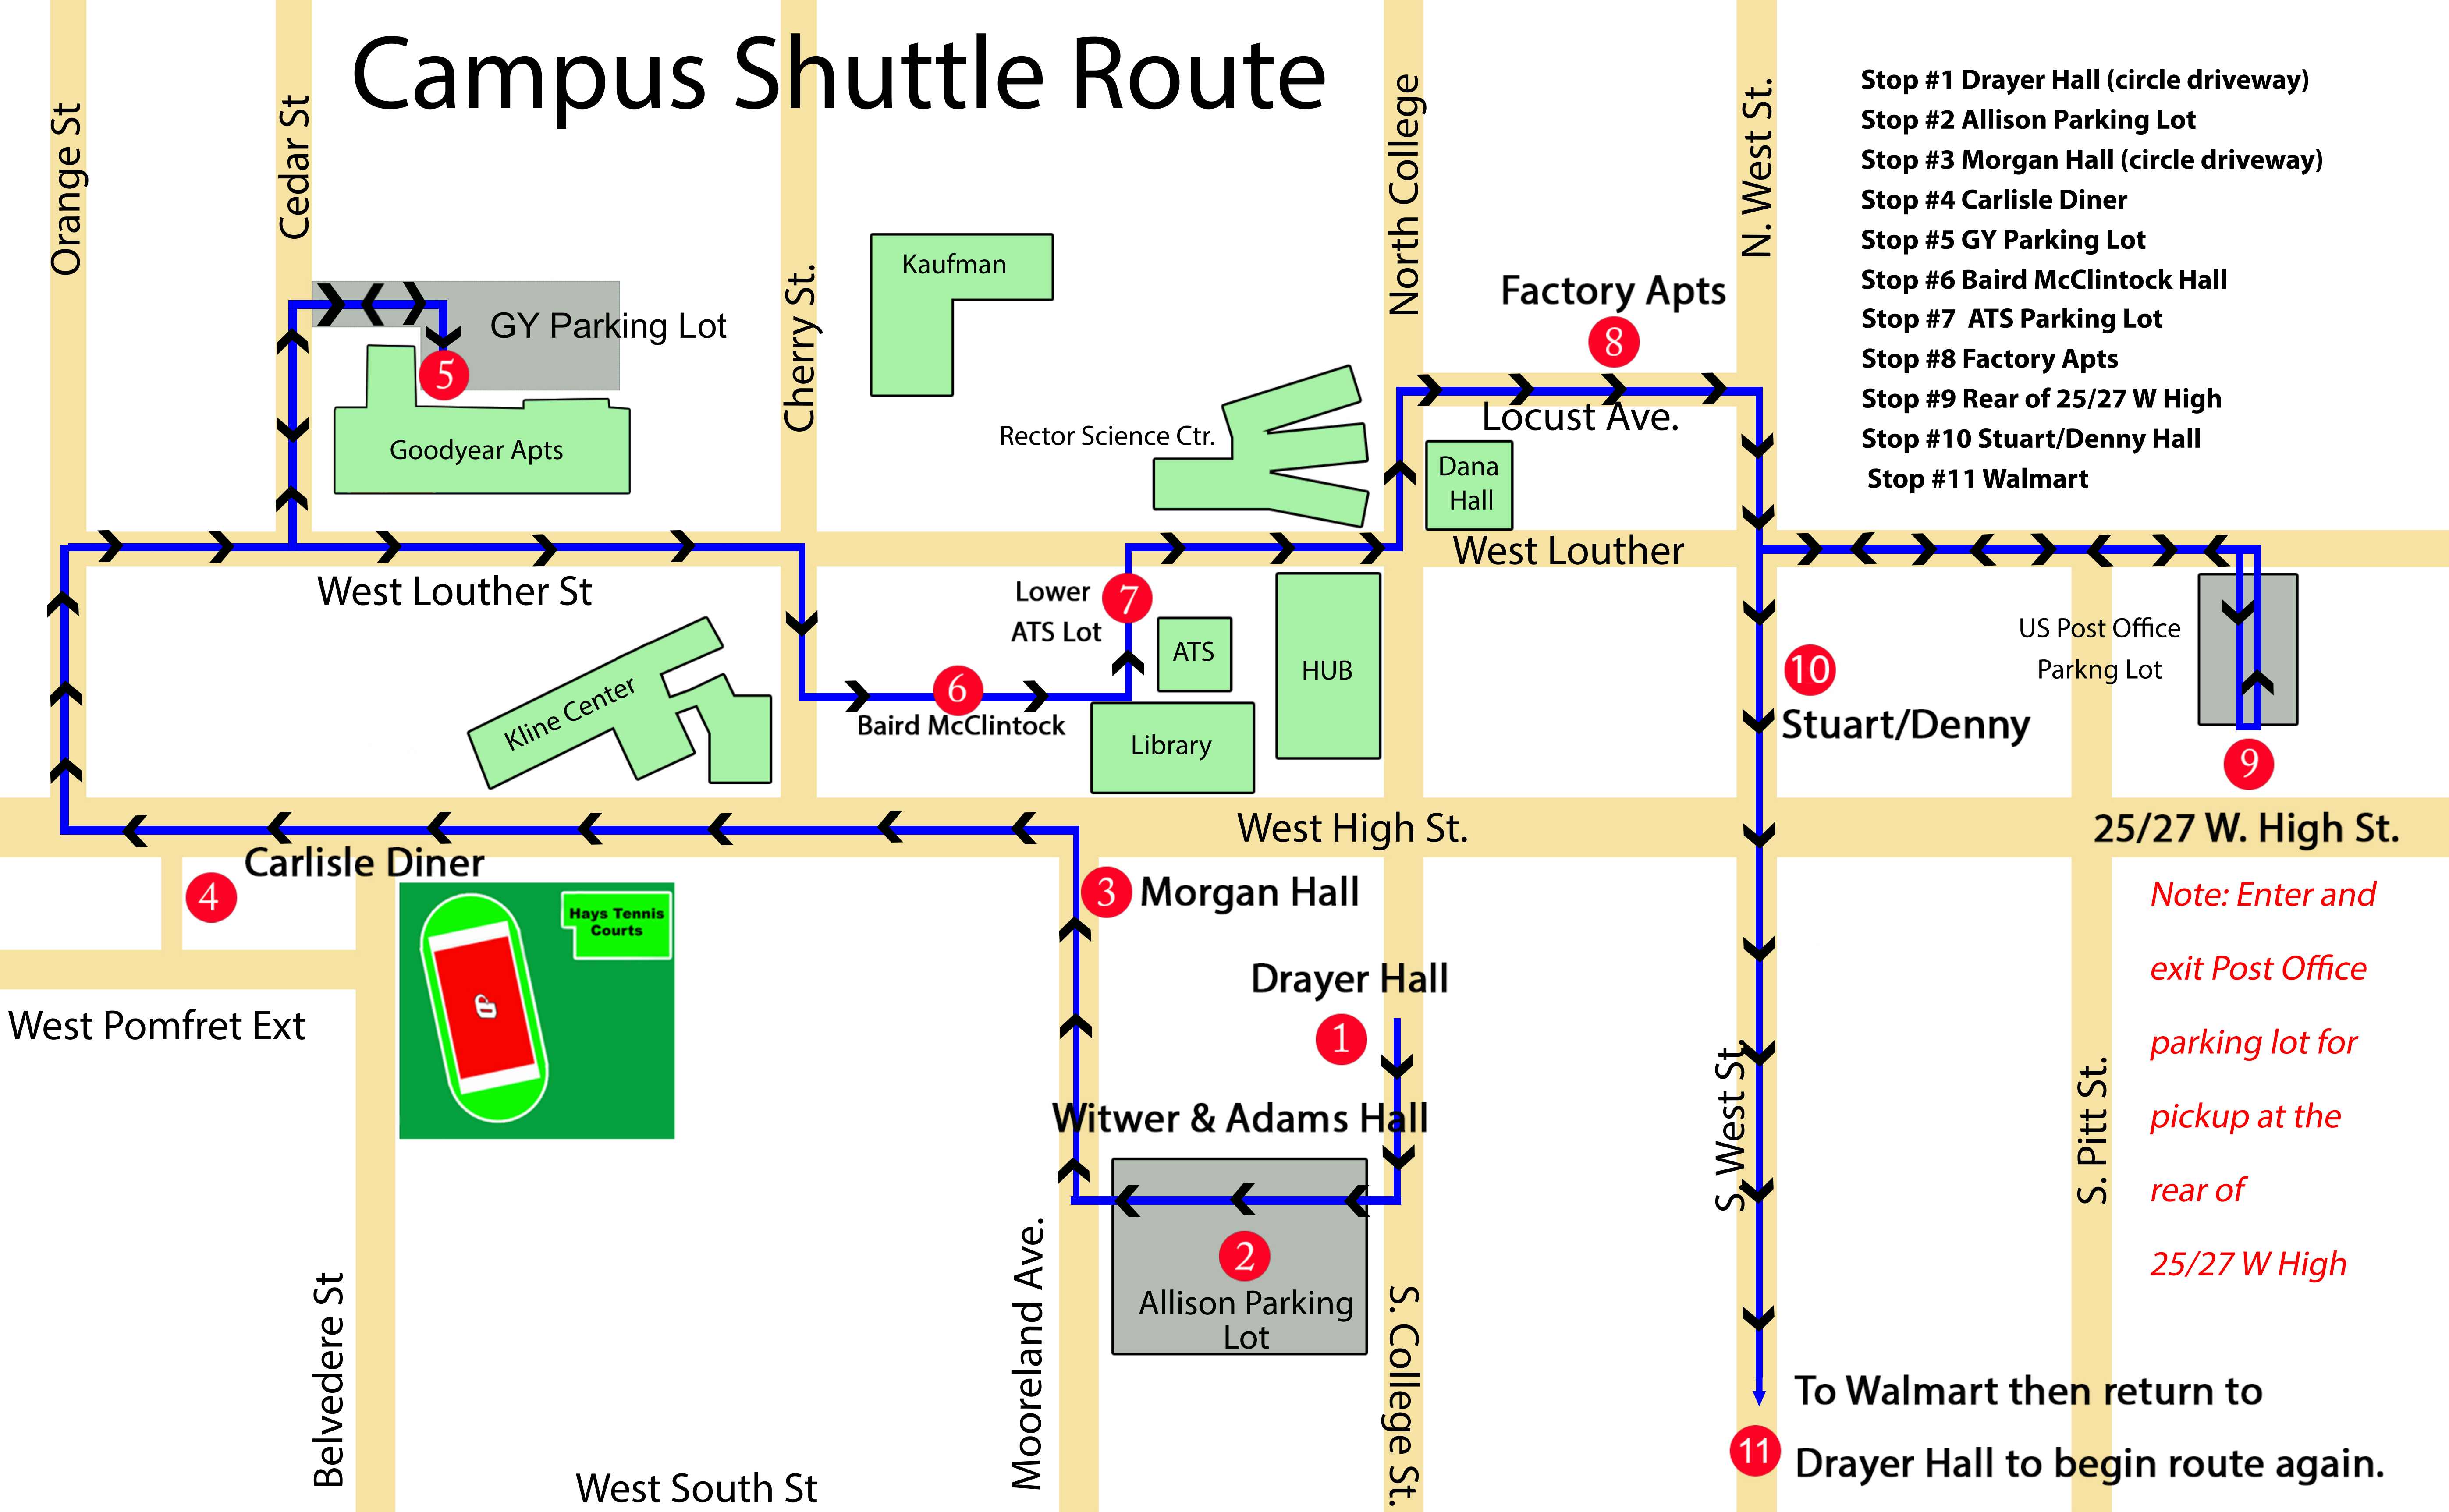 Campus Shuttle Route
Orange St
Cedar St
Cherry St.
North College
N. West St.
Stop #1 Drayer Hall (circle driveway)
Stop #2 Allison Parking Lot
Stop #3 Morgan Hall (circle driveway)
Stop #4 Carlisle Diner
Stop #5 GY Parking Lot
Stop #6 Baird McClintock Hall
Stop #7 ATS Parking Lot
Stop #8 Factory Apts
Stop #9 Rear of 25/27 W High
Stop #10 Stuart/Denny Hall
Stop #11 Walmart
Kaufman
Factory Apts
8
GY Parking Lot
5
Goodyear Apts
Rector Science Ctr.
Locust Ave.
Dana
Hall
West Louther St
West Louther
Lower
ATS Lot
7
ATS
HUB
US Post Office
Parkng Lot
10
Stuart/Denny
Kline Center
6
Baird McClintock
Library
9
West High St.
25/27 W. High St.
Carlisle Diner
4
3
Morgan Hall
Hays Tennis
Courts
Note: Enter and
exit Post Office
parking lot for
pickup at the
rear of
25/27 W High
Drayer Hall
1
West Pomfret Ext
Witwer & Adams Hall
S. West St.
S. Pitt St.
2
Allison Parking
Lot
Belvedere St
Mooreland Ave.
S. College St.
To Walmart then return to
11
Drayer Hall to begin route again.
West South St